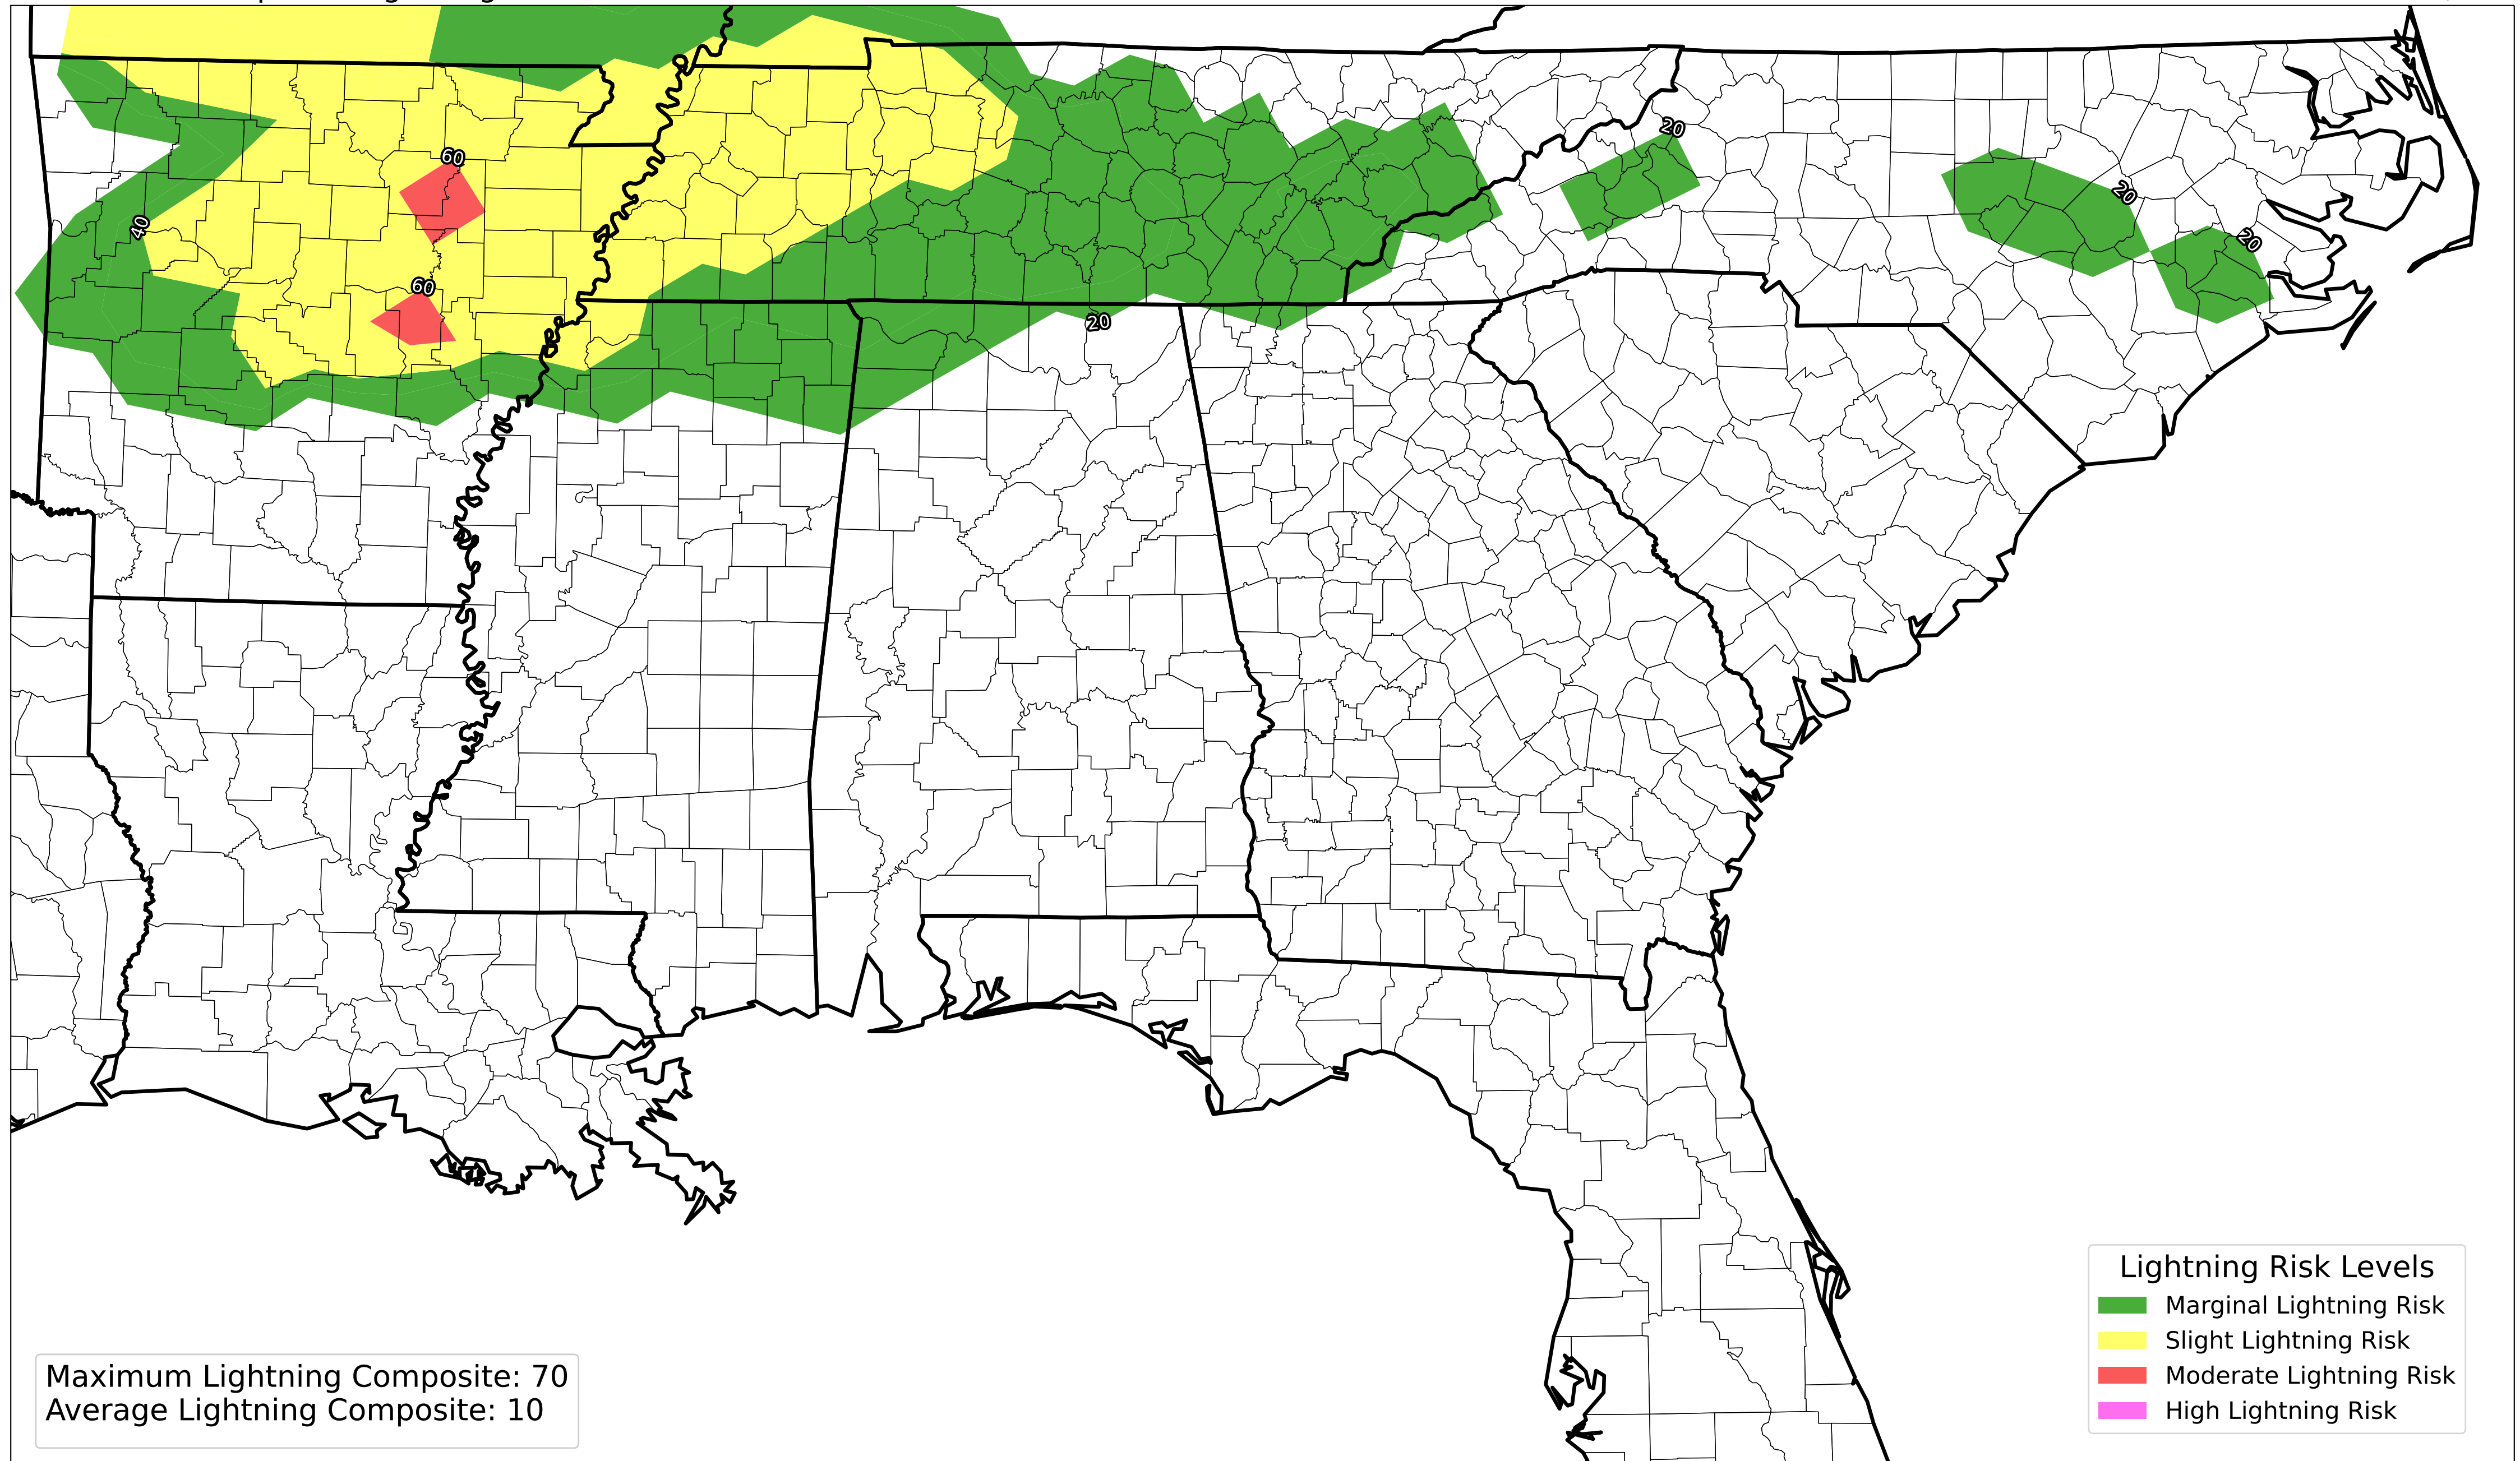 60
20
20
40
20
60
20
Lightning Risk Levels
Marginal Lightning Risk
Slight Lightning Risk
Moderate Lightning Risk
High Lightning Risk
Maximum Lightning Composite: 70
Average Lightning Composite: 10